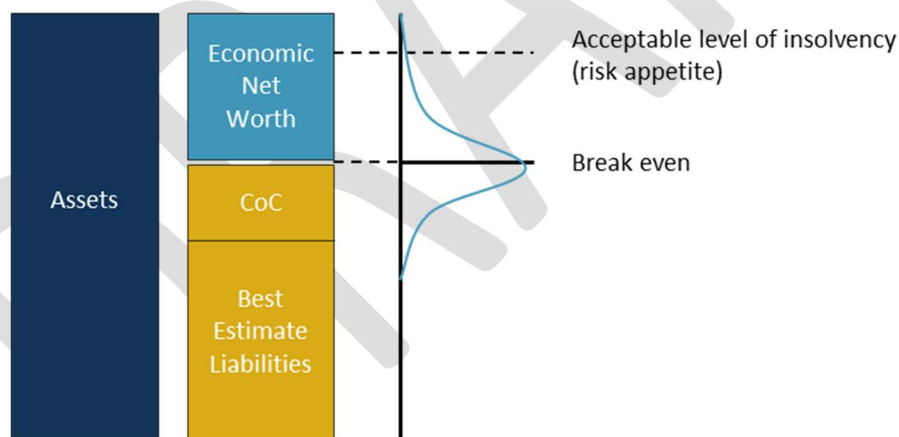 Assets
Economic
Net
Worth
CoC
Best
Estimate
Liabilities
Acceptable level of insolvency
(risk appetite)
Break even